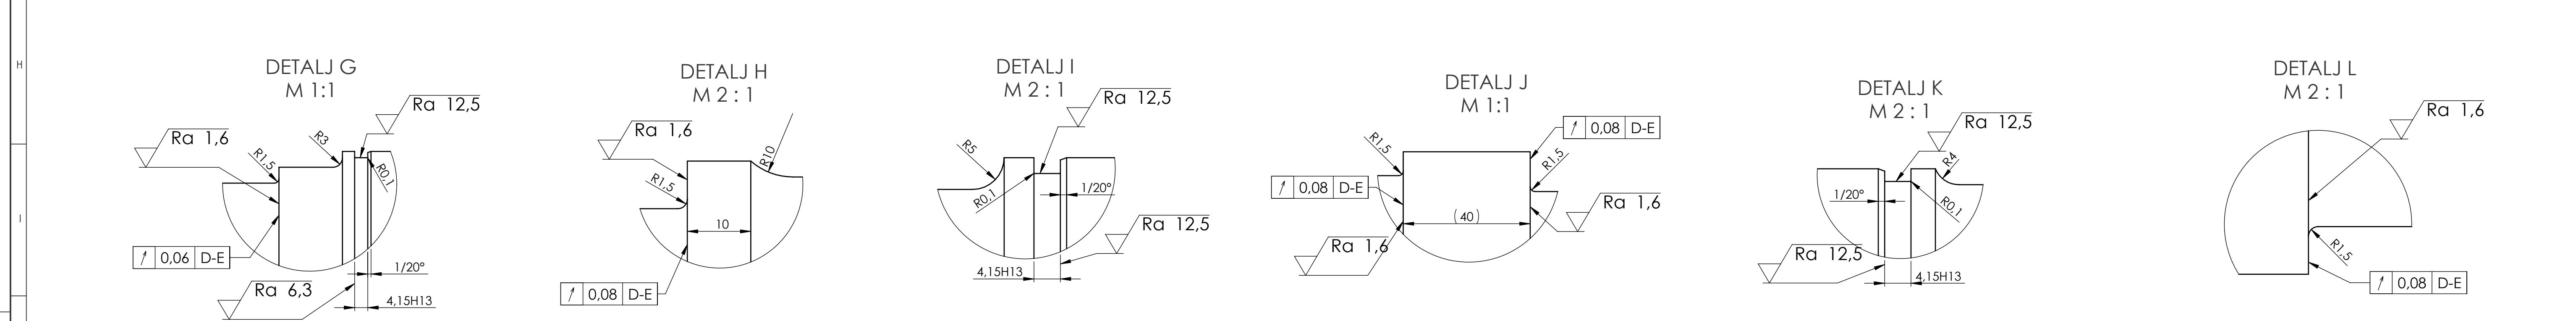 H
I
DETALJ G
M 1:1
Ra 12,5
Ra 1,6
R3
R1,5
R0,1
0,06 D-E
1/20°
Ra 6,3
4,15H13
DETALJ H
M 2 : 1
Ra 1,6
R10
R1,5
10
0,08 D-E
DETALJ I
M 2 : 1
Ra 12,5
R5
R0,1
1/20°
Ra 12,5
4,15H13
DETALJ J
M 1:1
0,08 D-E
R1,5
R1,5
0,08 D-E
Ra 1,6
(40)
Ra 1,6
DETALJ K
M 2 : 1
Ra 12,5
R4
1/20°
R0,1
Ra 12,5
4,15H13
DETALJ L
M 2 : 1
Ra 1,6
R1,5
0,08 D-E